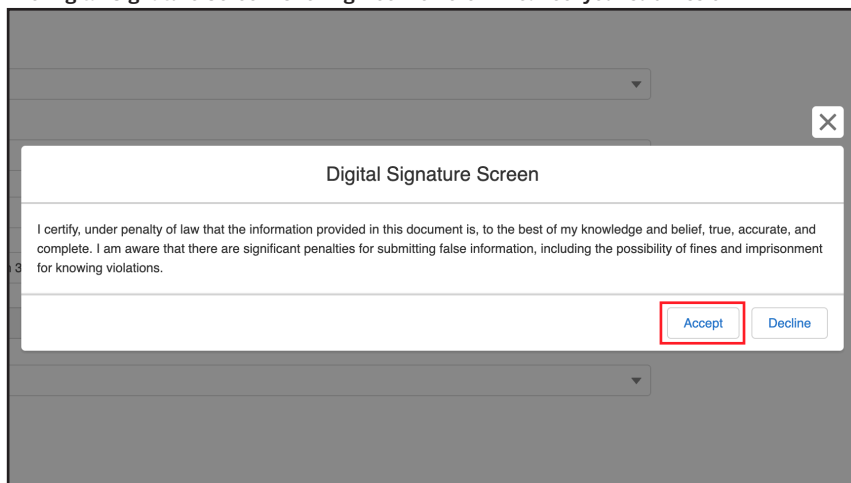 Digital Signature Screen
I certify, under penalty of law that the information provided in this document is, to the best of my knowledge and belief, true, accurate, and
complete. I am aware that there are significant penalties for submitting false information, including the possibility of fines and imprisonment
for knowing violations.
3
Accept Decline